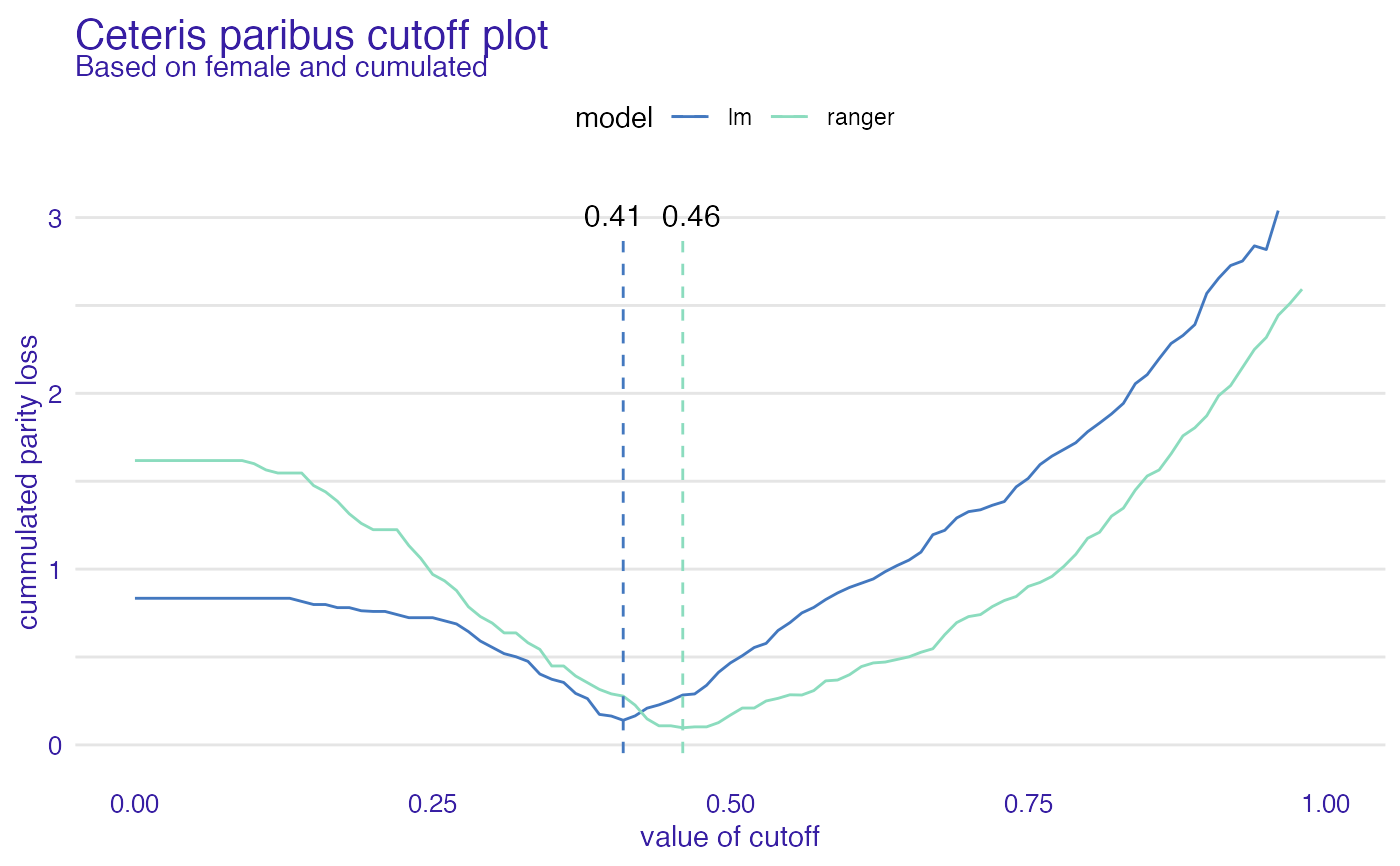 Ceteris paribus cutoff plot
Based on female and cumulated
model lm ranger
0.41 0.46
3
2
1
0
cummulated parity loss
0.00 0.25 0.50 0.75 1.00
value of cutoff